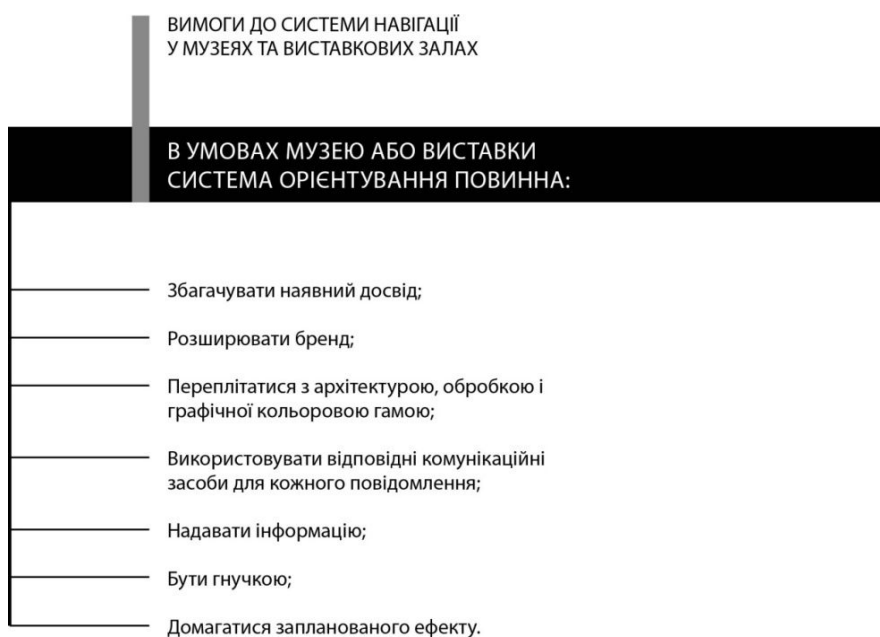 ВИМОГИ ДО СИСТЕМИ НАВІГАЦІЇ
У МУЗЕЯХ ТА ВИСТАВКОВИХ ЗАЛАХ
В УМОВАХ МУЗЕЮ АБО ВИСТАВКИ
СИСТЕМА ОРІЄНТУВАННЯ ПОВИННА:
Збагачувати наявний досвід;
Розширювати бренд;
Переплітатися з архітектурою, обробкою і
графічної кольоровою гамою;
Використовувати відповідні комунікаційні
засоби для кожного повідомлення;
Надавати інформацію;
Бути гнучкою;
Домагатися запланованого ефекту.